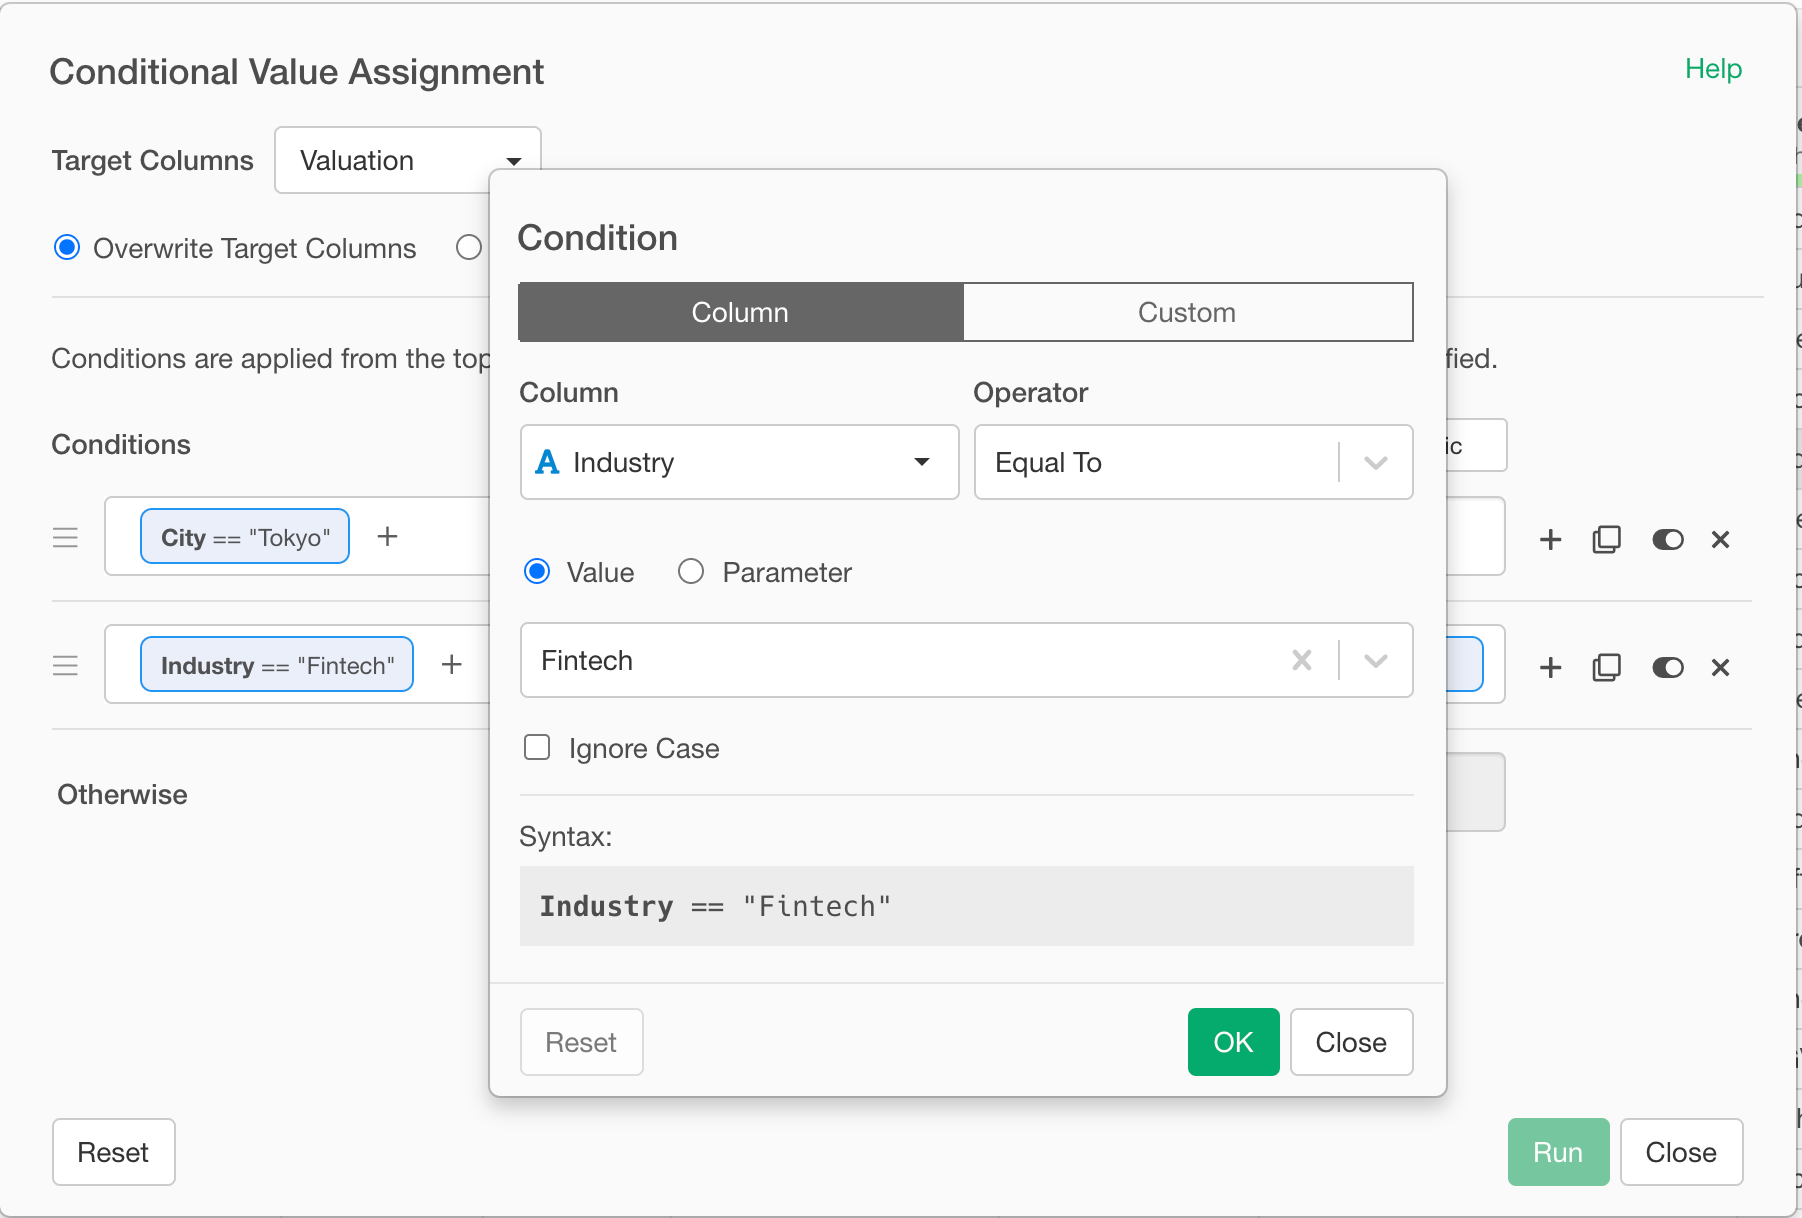 Conditional Value Assignment
Help
Target Columns
Valuation
Overwrite Target Columns
Conditions are applied from the top
Conditions
City == "Tokyo" +
Industry == "Fintech" +
Otherwise
Condition
Column
Custom
Column
Operator
A Industry
Equal To
Value
Parameter
Fintech
Ignore Case
Syntax:
Industry == "Fintech"
Reset
OK
Close
Reset
Run
Close